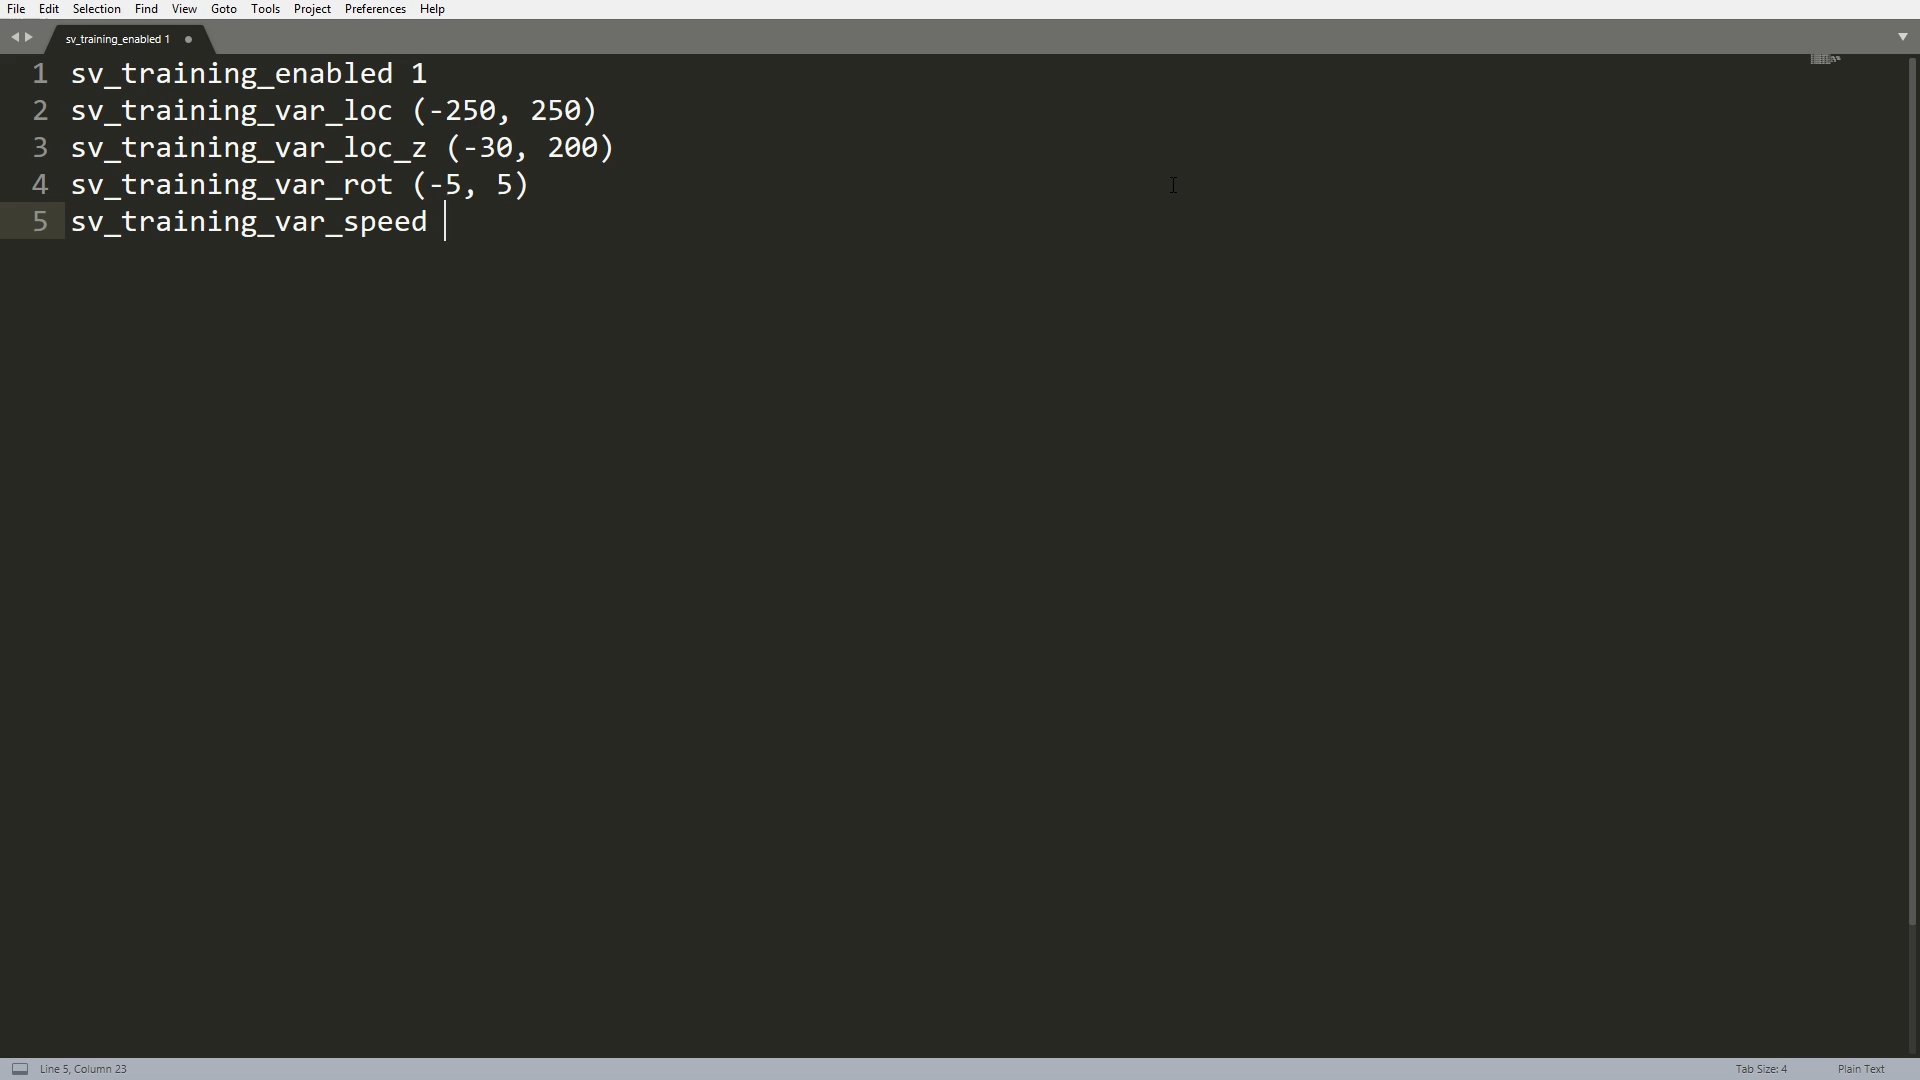 File Edit Selection Find View Goto Tools Project Preferences Help
sv_training_enabled 1
1 sv_training_enabled 1
2 sv_training_var_loc (-250, 250)
3 sv_training_var_loc_z (-30, 200)
4 sv_training_var_rot (-5, 5)
5 sv_training_var_speed
Line 5, Column 23 Tab Size: 4 Plain Text